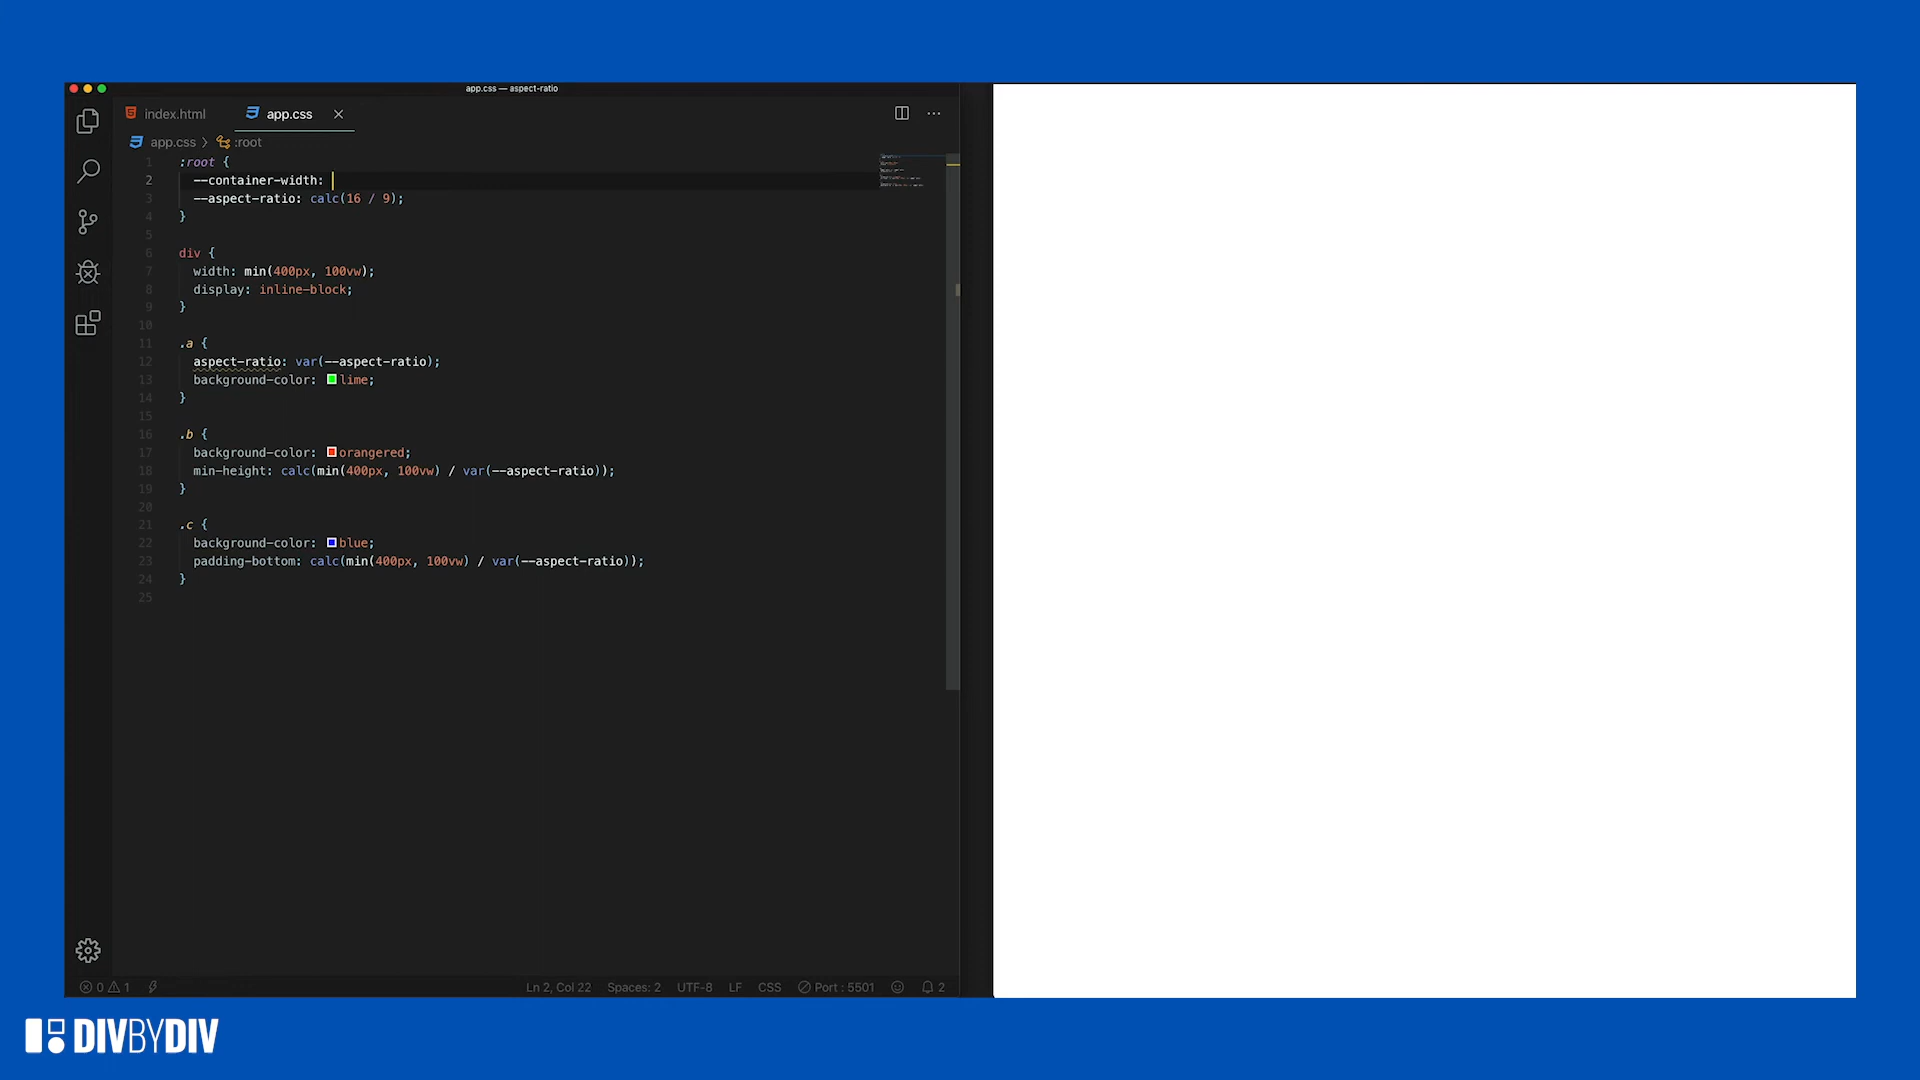 app.css — aspect-ratio
index.html
app.css
app.css
:root
1 :root {
2 --container-width:
3 --aspect-ratio: calc(16 / 9);
4 }
5
6 div {
7 width: min(400px, 100vw);
8 display: inline-block;
9 }
10
11 .a {
12 aspect-ratio: var(--aspect-ratio);
13 background-color: lime;
14 }
15
16 .b {
17 background-color: orangered;
18 min-height: calc(min(400px, 100vw) / var(--aspect-ratio));
19 }
20
21 .c {
22 background-color: blue;
23 padding-bottom: calc(min(400px, 100vw) / var(--aspect-ratio));
24 }
25
0 1 Ln 2, Col 22 Spaces: 2 UTF-8 LF CSS Port : 5501 2
DIVBYDIV